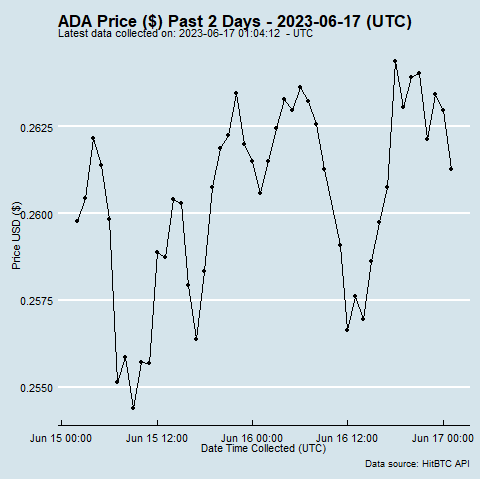 ADA Price ($) Past 2 Days - 2023-06-17 (UTC)
Latest data collected on: 2023-06-17 01:04:12 - UTC
Price USD ($)
0.2625
0.2600
0.2575
0.2550
Jun 15 00:00 Jun 15 12:00 Jun 16 00:00 Jun 16 12:00 Jun 17 00:00
Date Time Collected (UTC)
Data source: HitBTC API